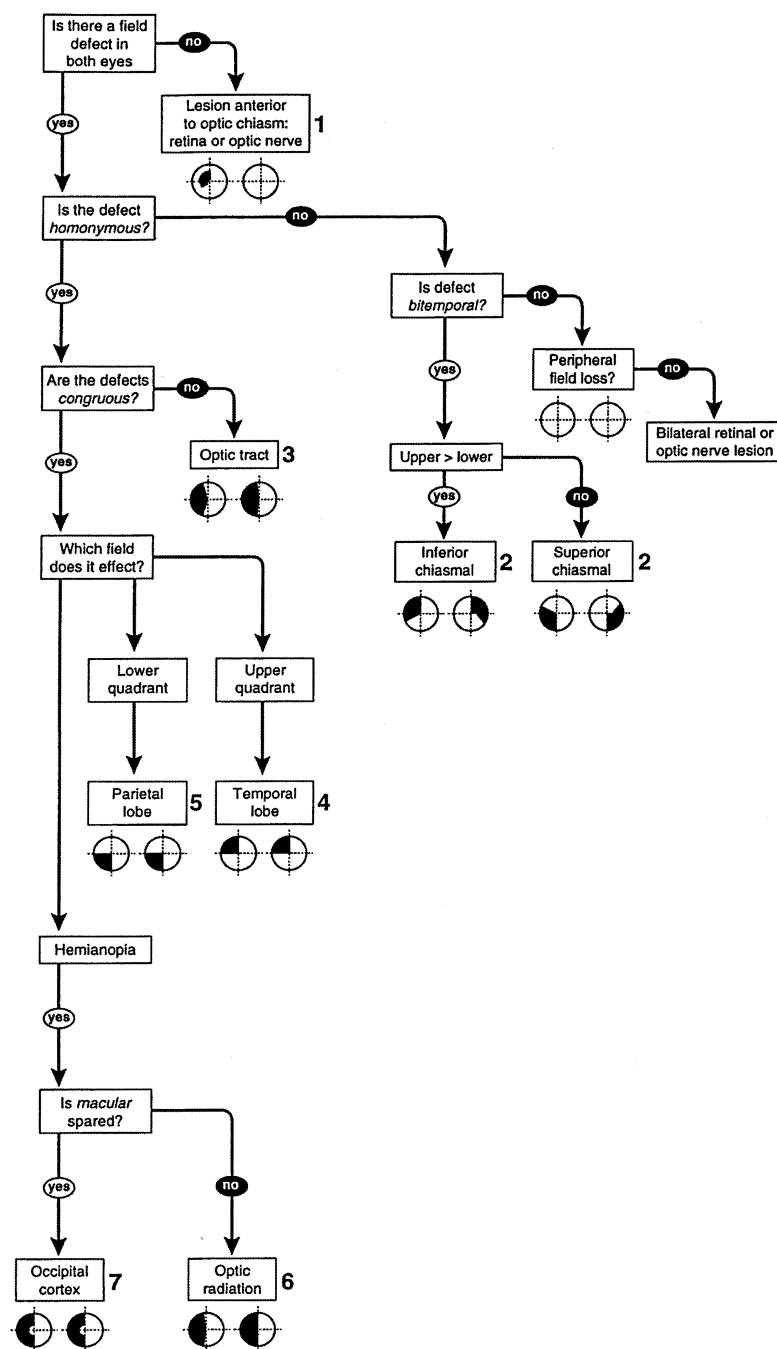 Is there a field
defect in
both eyes
no
yes
Lesion anterior
to optic chiasm:
retina or optic nerve
1
Is the defect
homonymous?
no
yes
Is defect
bitemporal?
no
yes
Peripheral
field loss?
no
Bilateral retinal or
optic nerve lesion
Are the defects
congruous?
no
yes
Optic tract
3
Upper > lower
yes
no
Inferior
chiasmal
2
Superior
chiasmal
2
Which field
does it effect?
Lower
quadrant
Upper
quadrant
Parietal
lobe
5
Temporal
lobe
4
Hemianopia
yes
Is macular
spared?
yes
no
Occipital
cortex
7
Optic
radiation
6